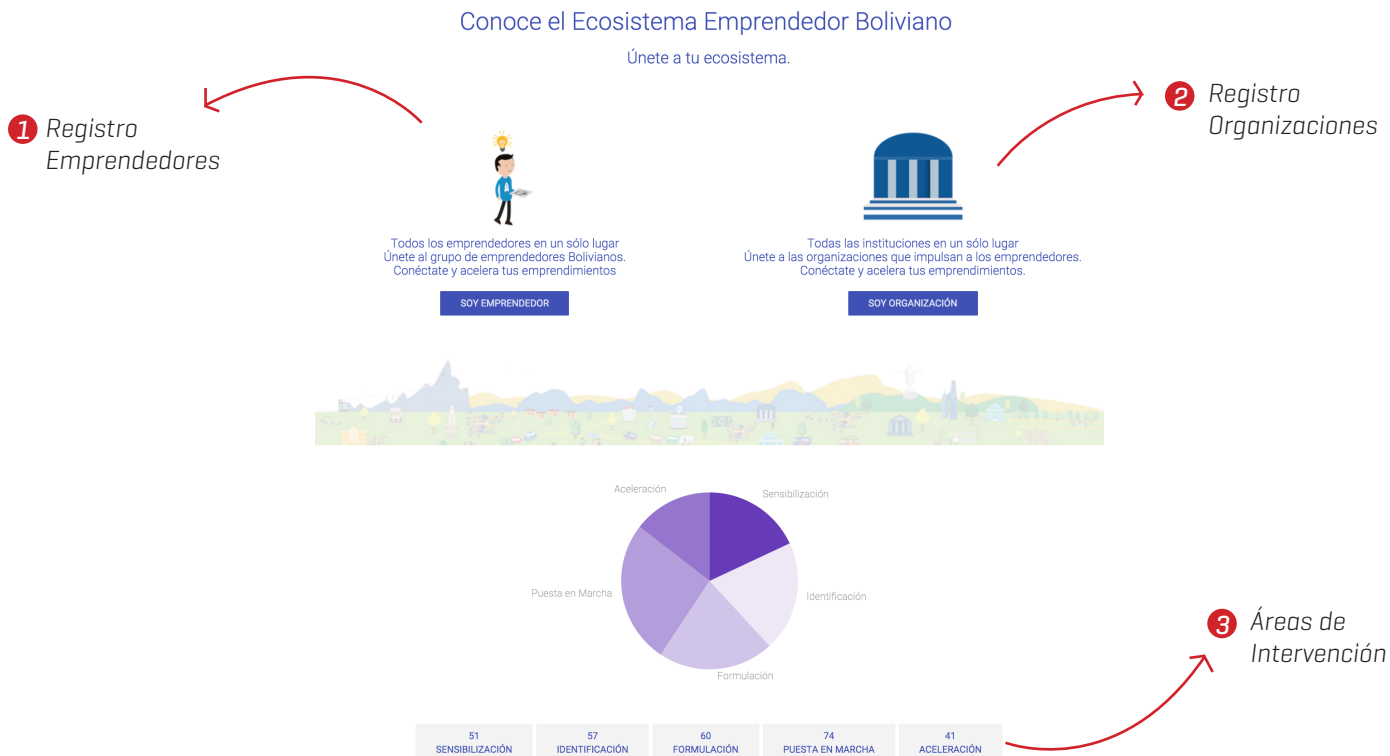 Conoce el Ecosistema Emprendedor Boliviano
Únete a tu ecosistema.
1 Registro
Emprendedores
2 Registro
Organizaciones
Todos los emprendedores en un sólo lugar
Únete al grupo de emprendedores Bolivianos.
Conéctate y acelera tus emprendimientos
SOY EMPRENDEDOR
Todas las instituciones en un sólo lugar
Únete a las organizaciones que impulsan a los emprendedores.
Conéctate y acelera tus emprendimientos.
SOY ORGANIZACIÓN
Aceleración
Sensibilización
Puesta en Marcha
Identificación
Formulación
3 Áreas de
Intervención
51
SENSIBILIZACIÓN
57
IDENTIFICACIÓN
60
FORMULACIÓN
74
PUESTA EN MARCHA
41
ACELERACIÓN